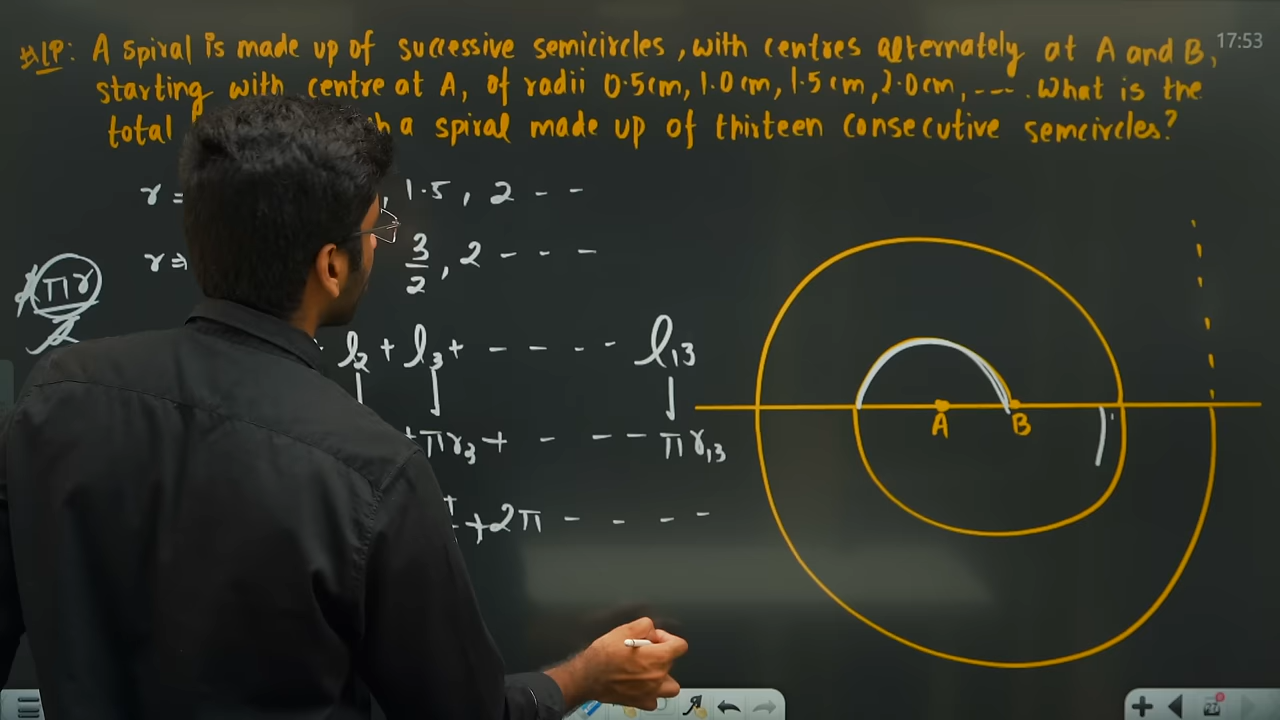 #LP: A spiral is made up of successive semicircles, with centres alternately at A and B, 17:53
starting with centre at A, of radii 0.5cm, 1.0cm, 1.5cm, 2.0cm, ---- . What is the
total a spiral made up of thirteen consecutive semcircles?
r = , 1.5, 2 - -
r ⇒ 3/2, 2 - - -
πr
2
l₂ + l₃ + - - - - - l₁₃
+ πr₃ + - - - - πr₁₃
+ 2π - - - -
A B